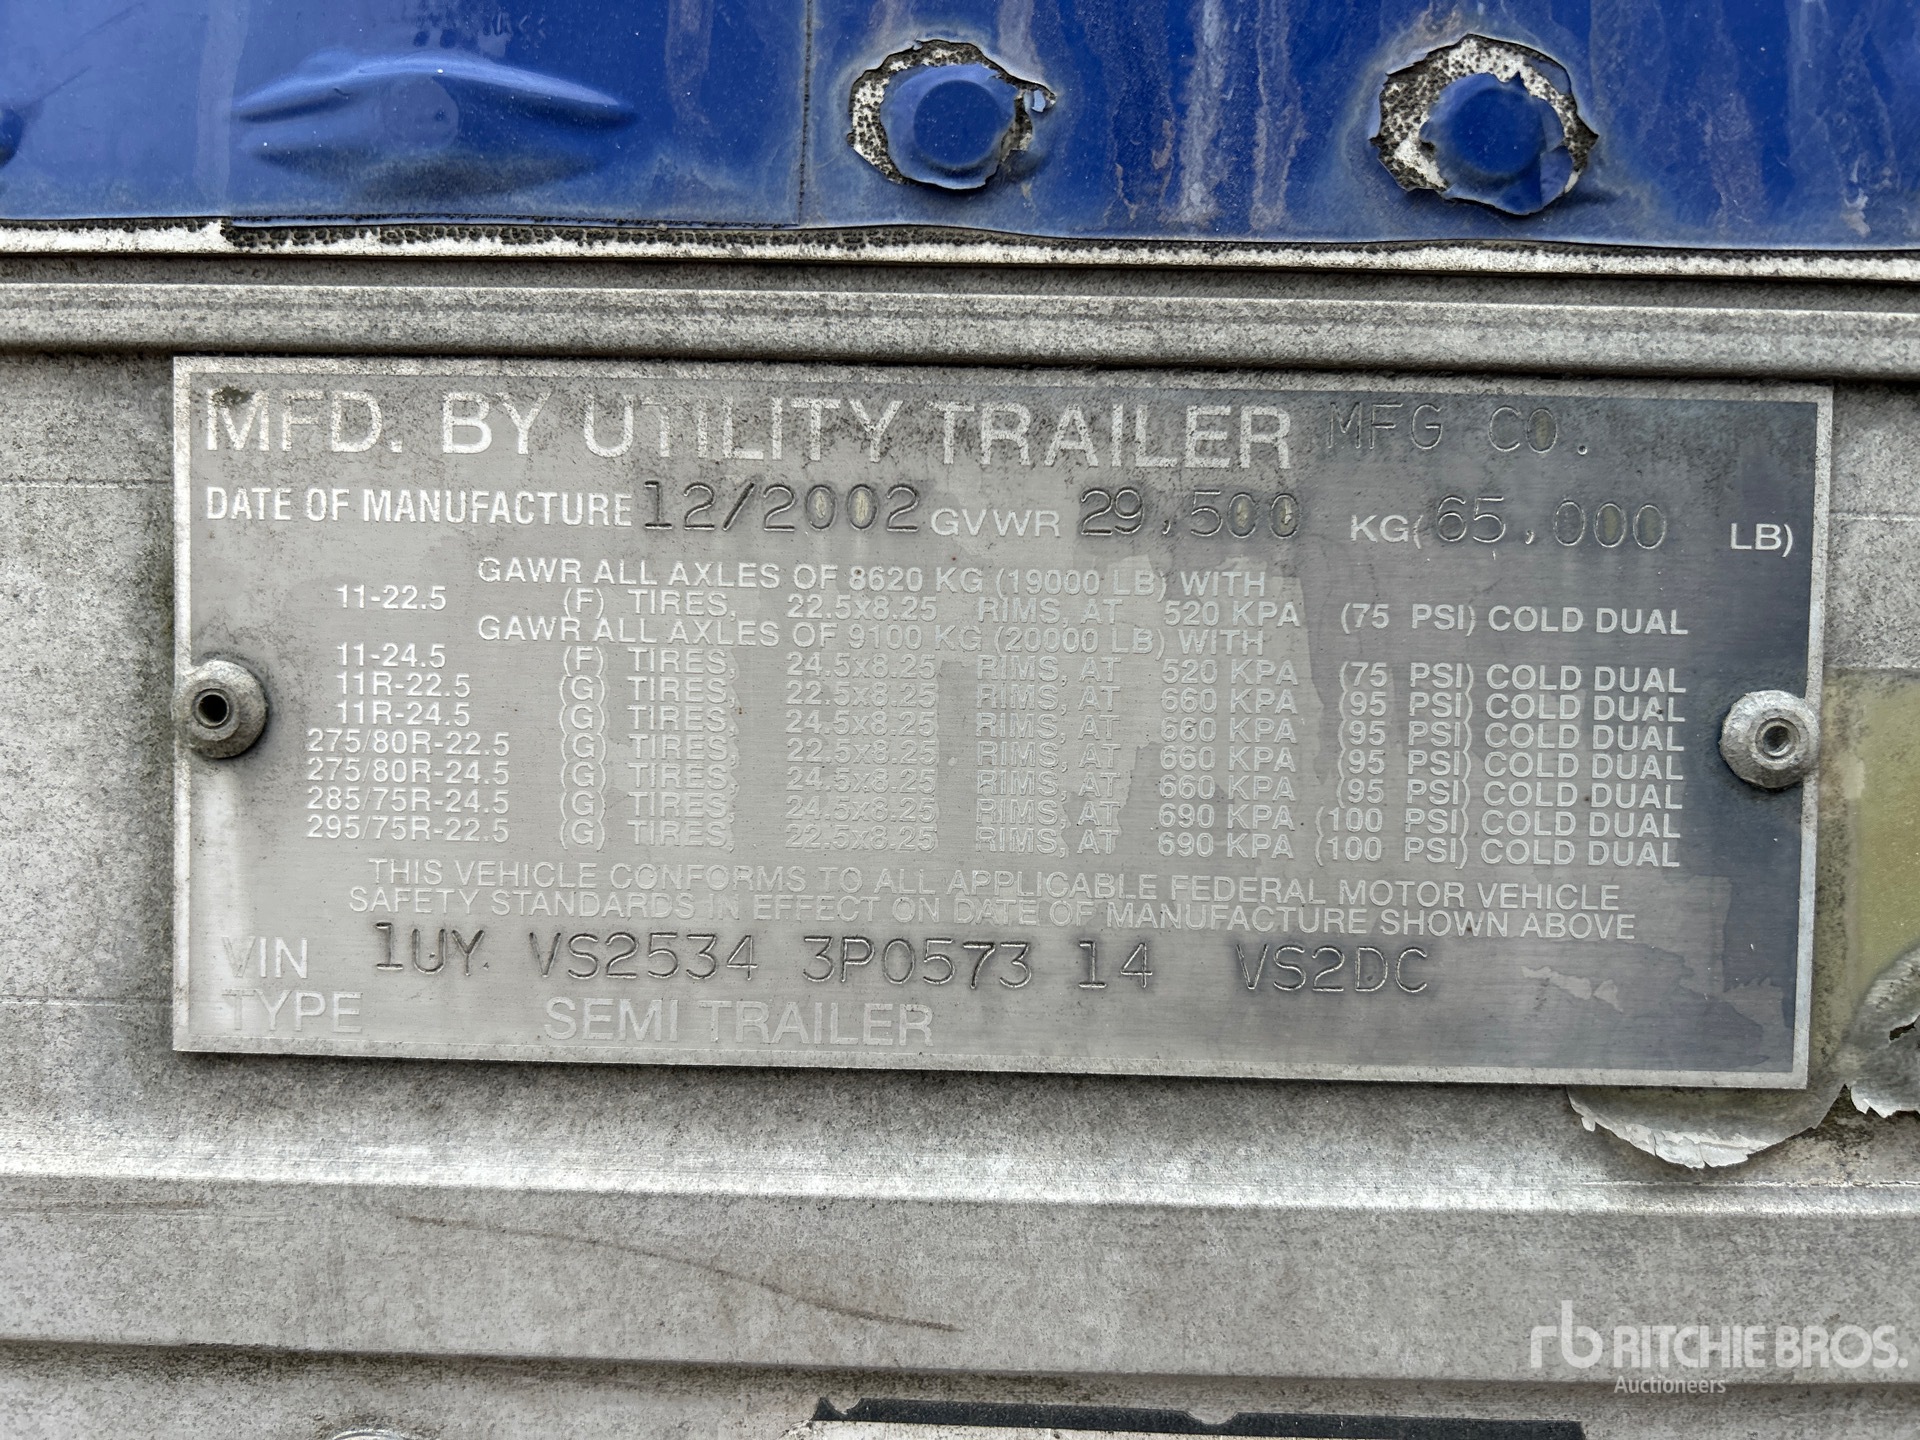 MFD. BY UTILITY TRAILER MFG CO.
DATE OF MANUFACTURE 12/2002 GVWR 29,500 KG(65,000 LB)
GAWR ALL AXLES OF 8620 KG (19000 LB) WITH
11-22.5 (F) TIRES, 22.5x8.25 RIMS, AT 520 KPA (75 PSI) COLD DUAL
GAWR ALL AXLES OF 9100 KG (20000 LB) WITH
11-24.5 (F) TIRES, 24.5x8.25 RIMS, AT 520 KPA (75 PSI) COLD DUAL
11R-22.5 (G) TIRES, 22.5x8.25 RIMS, AT 660 KPA (95 PSI) COLD DUAL
11R-24.5 (G) TIRES, 24.5x8.25 RIMS, AT 660 KPA (95 PSI) COLD DUAL
275/80R-22.5 (G) TIRES, 22.5x8.25 RIMS, AT 660 KPA (95 PSI) COLD DUAL
275/80R-24.5 (G) TIRES, 24.5x8.25 RIMS, AT 660 KPA (95 PSI) COLD DUAL
285/75R-24.5 (G) TIRES, 24.5x8.25 RIMS, AT 690 KPA (100 PSI) COLD DUAL
295/75R-22.5 (G) TIRES, 22.5x8.25 RIMS, AT 690 KPA (100 PSI) COLD DUAL
THIS VEHICLE CONFORMS TO ALL APPLICABLE FEDERAL MOTOR VEHICLE
SAFETY STANDARDS IN EFFECT ON DATE OF MANUFACTURE SHOWN ABOVE
VIN 1UY VS2534 3P0573 14 VS2DC
TYPE SEMI TRAILER
rb RITCHIE BROS.
Auctioneers